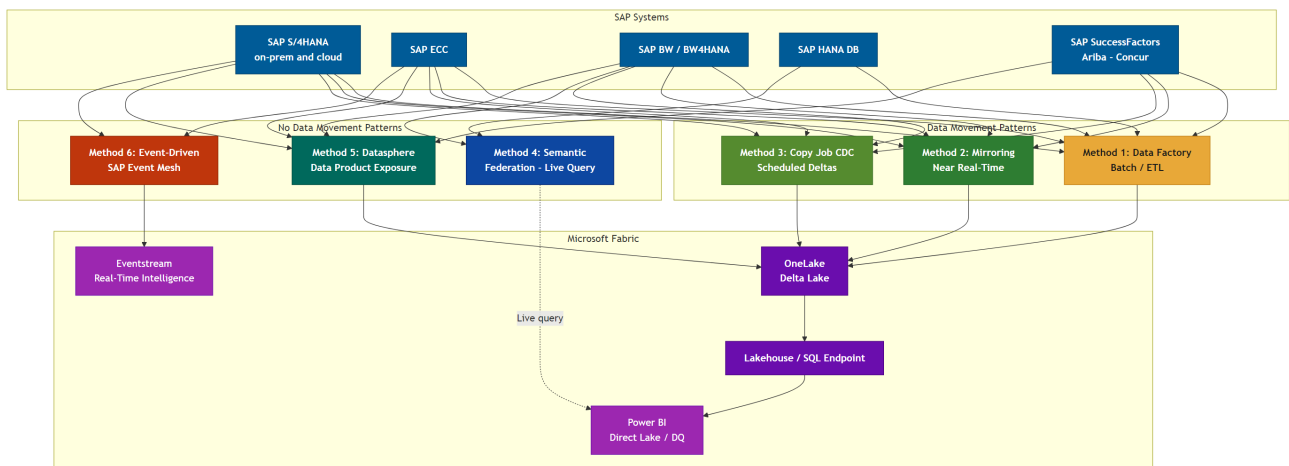 SAP Systems
SAP S/4HANA
on-prem and cloud
SAP ECC
SAP BW / BW4HANA
SAP HANA DB
SAP SuccessFactors
Ariba - Concur
No Data Movement Patterns
Data Movement Patterns
Method 6: Event-Driven
SAP Event Mesh
Method 5: Datasphere
Data Product Exposure
Method 4: Semantic
Federation - Live Query
Method 3: Copy Job CDC
Scheduled Deltas
Method 2: Mirroring
Near Real-Time
Method 1: Data Factory
Batch / ETL
Microsoft Fabric
Eventstream
Real-Time Intelligence
OneLake
Delta Lake
Live query
Lakehouse / SQL Endpoint
Power BI
Direct Lake / DQ